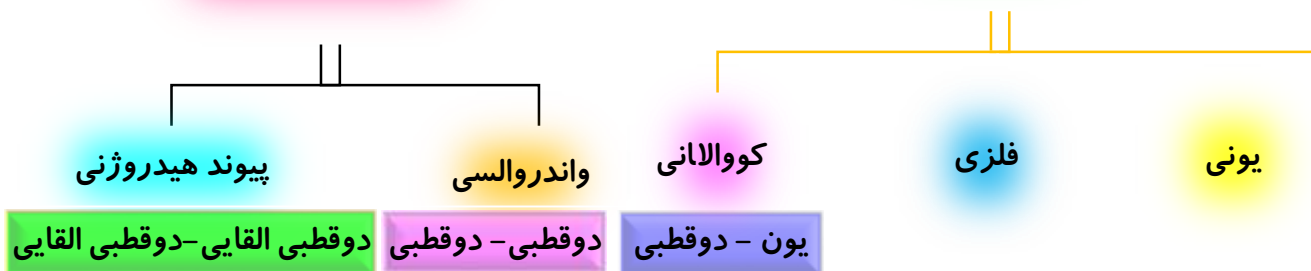 یونی
فلزی
کووالانی
واندروالسی
پیوند هیدروژنی
یون – دوقطبی
دوقطبی– دوقطبی
دوقطبی القایی–دوقطبی القایی